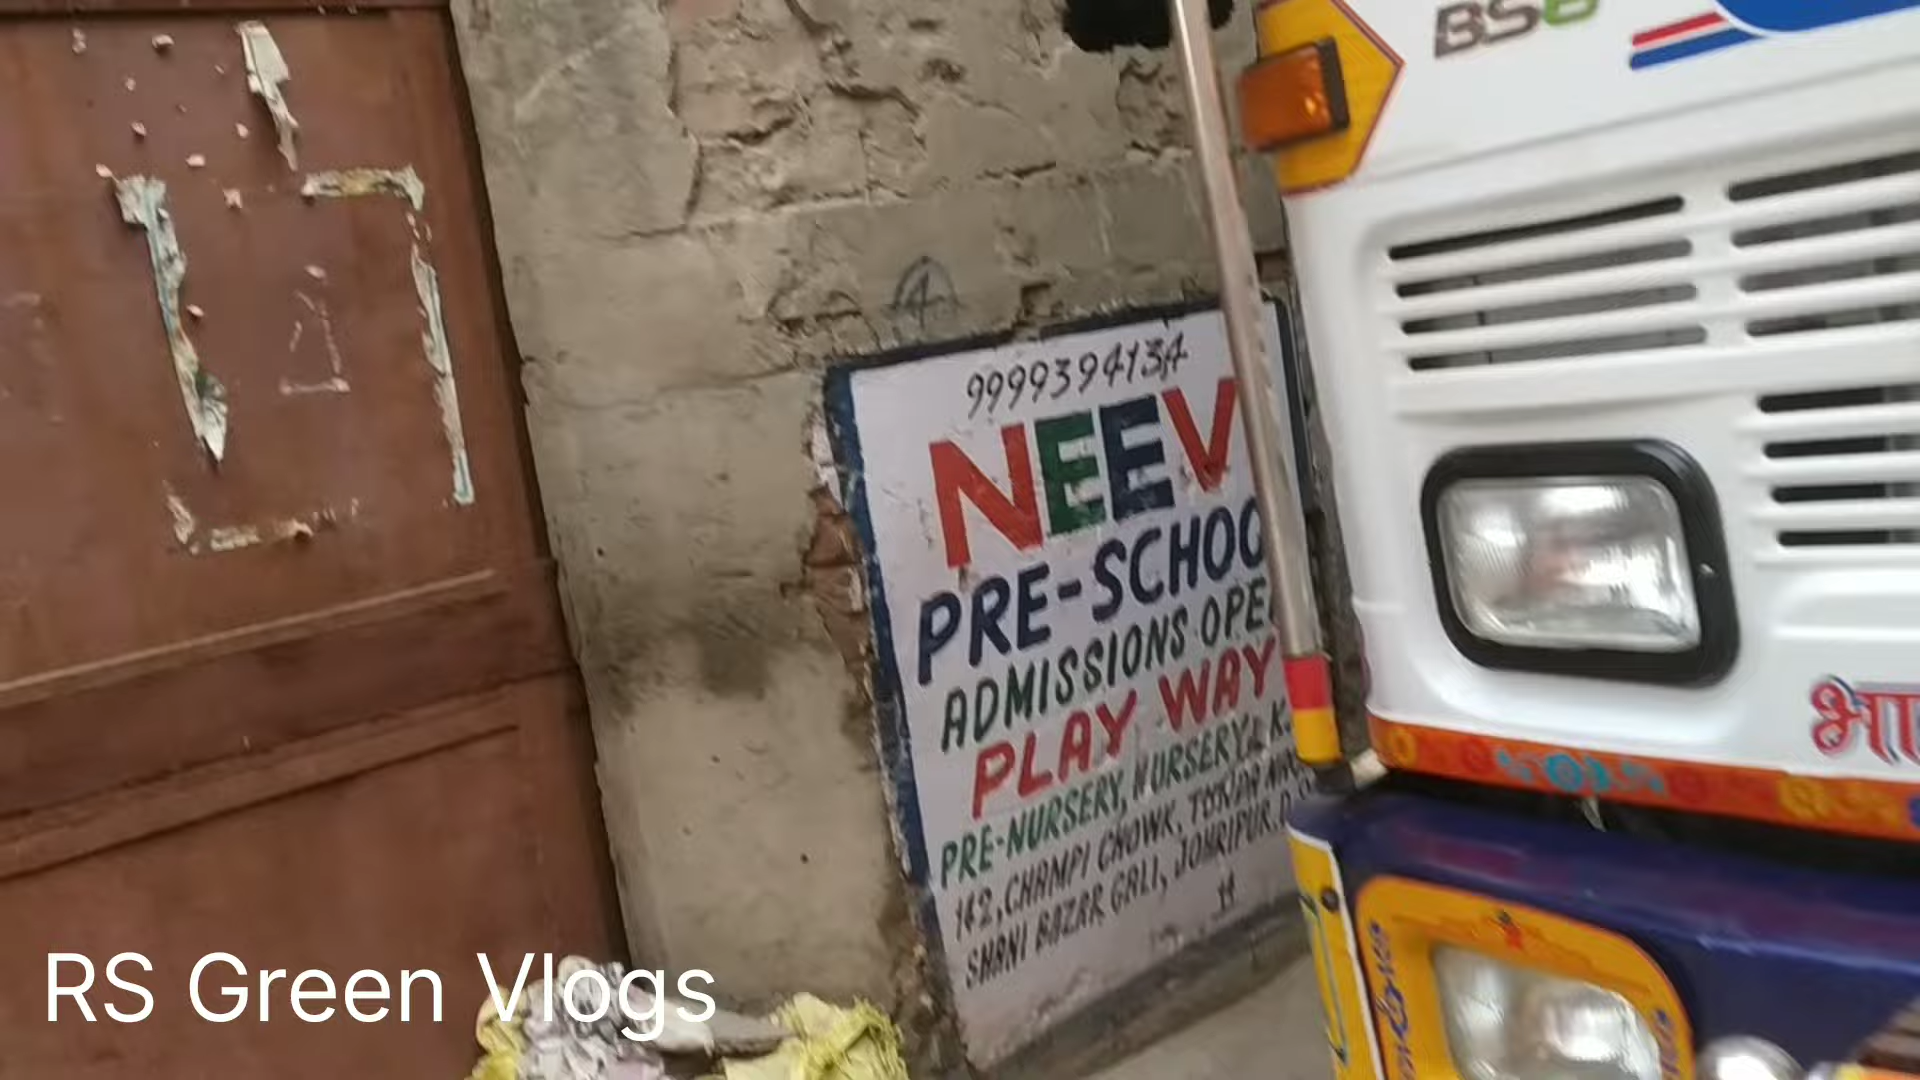 BS6
9999394134
NEEV
PRE-SCHOO
ADMISSIONS OPE
PLAY WAY
PRE-NURSERY, NURSERY, K.
142, CHAMPI CHOWK,
SHANI BAZAR GALI, JOHRIPUR, D
भा
RS Green Vlogs